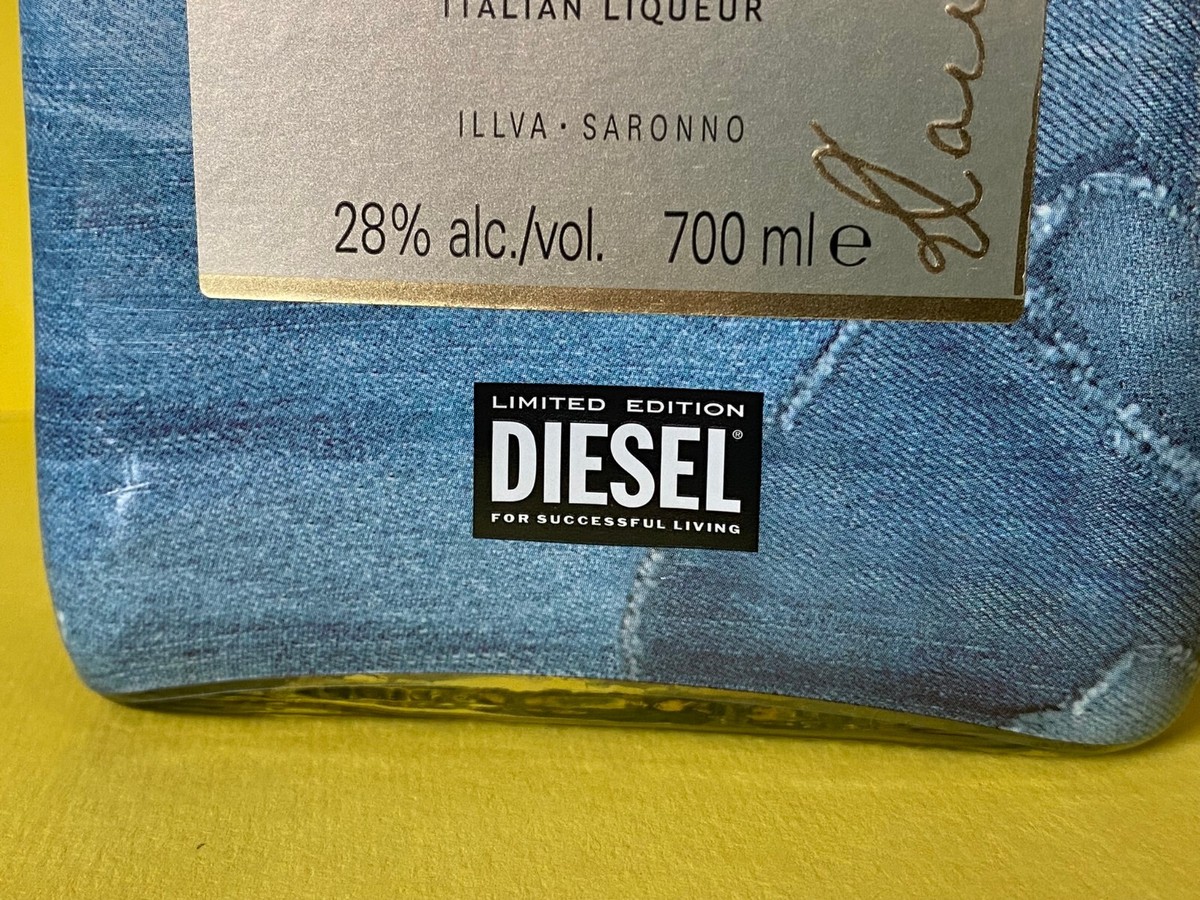 ITALIAN LIQUEUR
ILLVA · SARONNO
28% alc./vol. 700 ml ℮
LIMITED EDITION
DIESEL®
FOR SUCCESSFUL LIVING